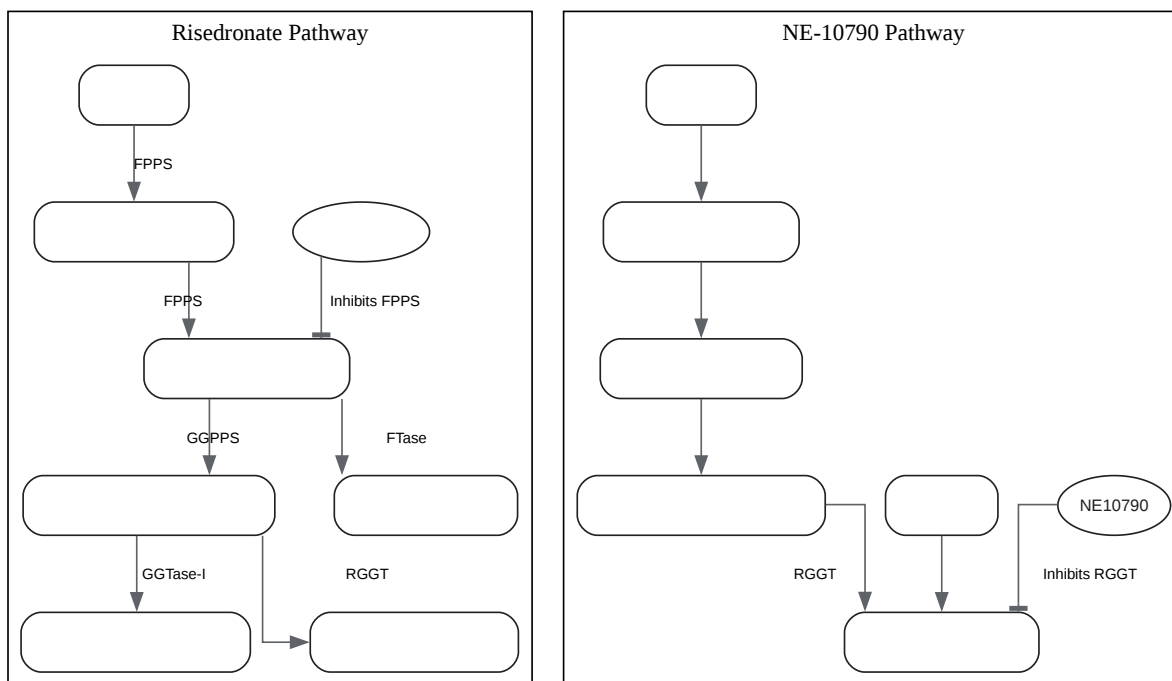 Risedronate Pathway
FPPS
FPPS
Inhibits FPPS
GGPPS
FTase
GGTase-I
RGGT
NE-10790 Pathway
NE10790
RGGT
Inhibits RGGT